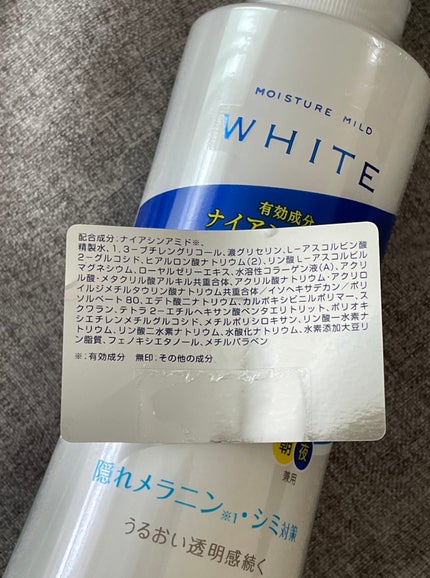 MOISTURE MILD
WHITE
有効成分
ナイア
配合成分:ナイアシンアミド※、
精製水、1,3-ブチレングリコール、濃グリセリン、L-アスコルビン酸
2-グルコシド、ヒアルロン酸ナトリウム(2)、リン酸L-アスコルビル
マグネシウム、ローヤルゼリーエキス、水溶性コラーゲン液(A)、アクリ
ル酸・メタクリル酸アルキル共重合体、アクリル酸ナトリウム・アクリロ
イルジメチルタウリン酸ナトリウム共重合体/イソヘキサデカン/ポリ
ソルベート80、エデト酸二ナトリウム、カルボキシビニルポリマー、ス
クワラン、テトラ2-エチルヘキサン酸ペンタエリトリット、ポリオキ
シエチレンメチルグルコシド、メチルポリシロキサン、リン酸一水素ナ
トリウム、リン酸二水素ナトリウム、水酸化ナトリウム、水素添加大豆リ
ン脂質、フェノキシエタノール、メチルパラベン
※:有効成分 無印:その他の成分
朝
夜
兼用
隠れメラニン※1・シミ対策
うるおい透明感続く